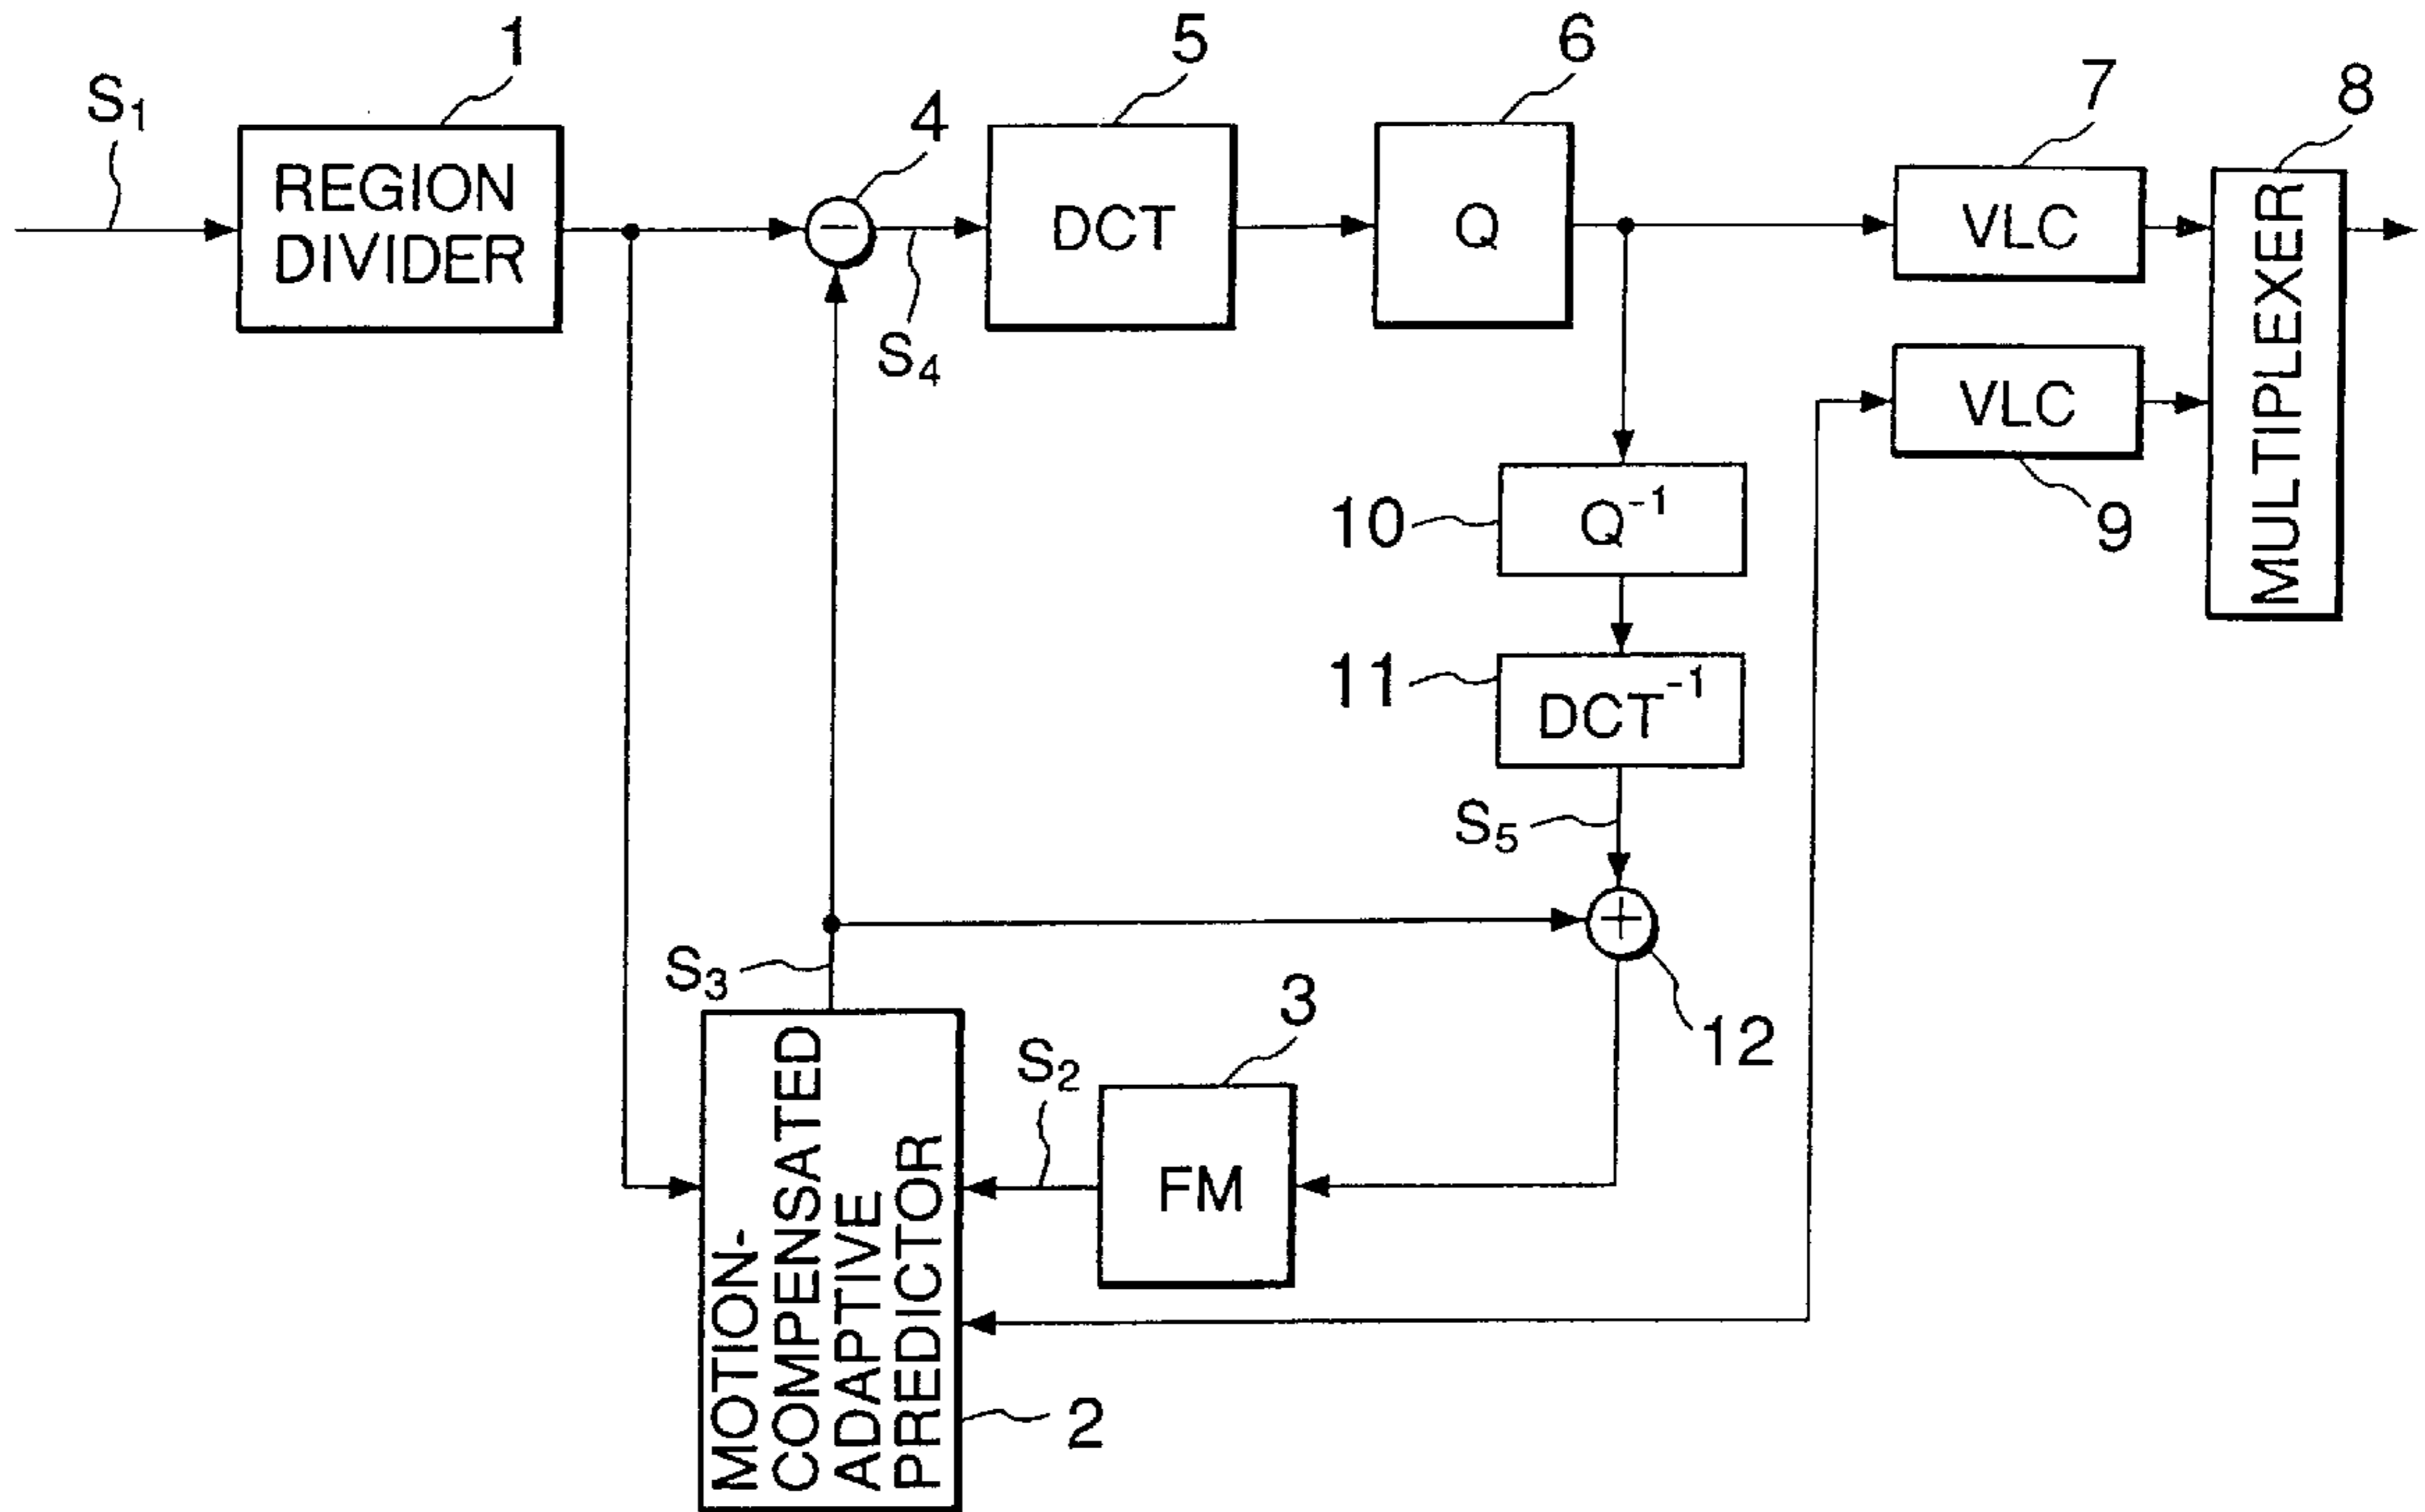 1
5
6
7
8
S1
4
REGION
DIVIDER
DCT
Q
VLC
MULTIPLEXER
S4
VLC
9
10
Q-1
11
DCT-1
S5
S3
12
3
S2
FM
MOTION-
COMPENSATED
ADAPTIVE
PREDICTOR
2